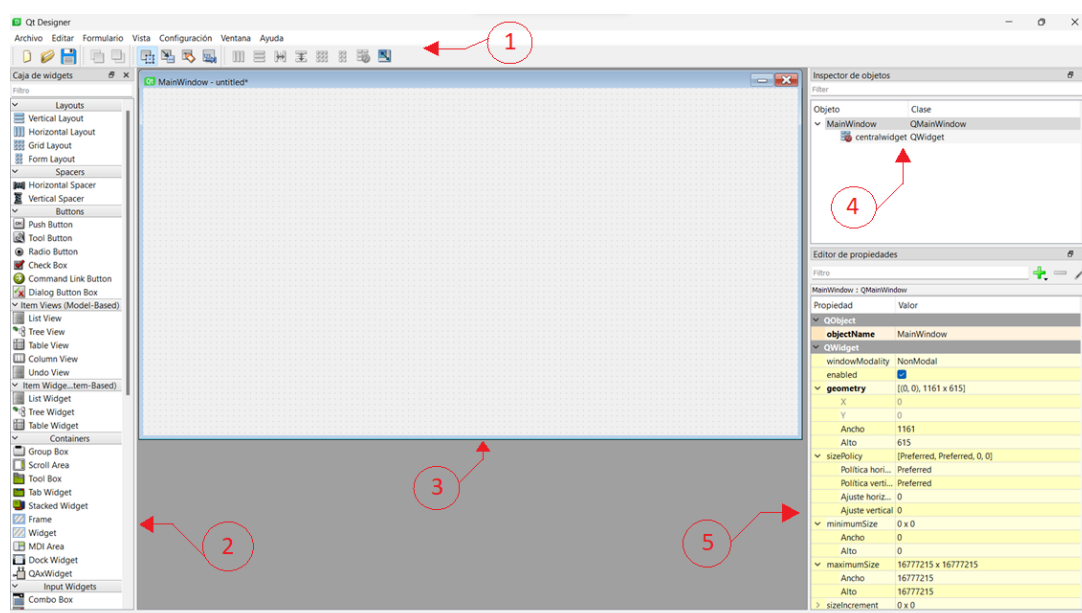 Qt Designer
Archivo Editar Formulario Vista Configuración Ventana Ayuda
1
Caja de widgets
Filtro
Layouts
Vertical Layout
Horizontal Layout
Grid Layout
Form Layout
Spacers
Horizontal Spacer
Vertical Spacer
Buttons
Push Button
Tool Button
Radio Button
Check Box
Command Link Button
Dialog Button Box
Item Views (Model-Based)
List View
Tree View
Table View
Column View
Undo View
Item Widge...tem-Based)
List Widget
Tree Widget
Table Widget
Containers
Group Box
Scroll Area
Tool Box
Tab Widget
Stacked Widget
Frame
Widget
MDI Area
Dock Widget
QAxWidget
Input Widgets
Combo Box
2
MainWindow - untitled*
3
Inspector de objetos
Filter
Objeto Clase
MainWindow QMainWindow
centralwidget QWidget
4
Editor de propiedades
Filtro
MainWindow : QMainWindow
Propiedad Valor
QObject
objectName MainWindow
QWidget
windowModality NonModal
enabled
geometry [(0, 0), 1161 x 615]
X 0
Y 0
Ancho 1161
Alto 615
sizePolicy [Preferred, Preferred, 0, 0]
Política hori... Preferred
Política verti... Preferred
Ajuste horiz... 0
Ajuste vertical 0
minimumSize 0 x 0
Ancho 0
Alto 0
maximumSize 16777215 x 16777215
Ancho 16777215
Alto 16777215
sizeIncrement 0 x 0
5